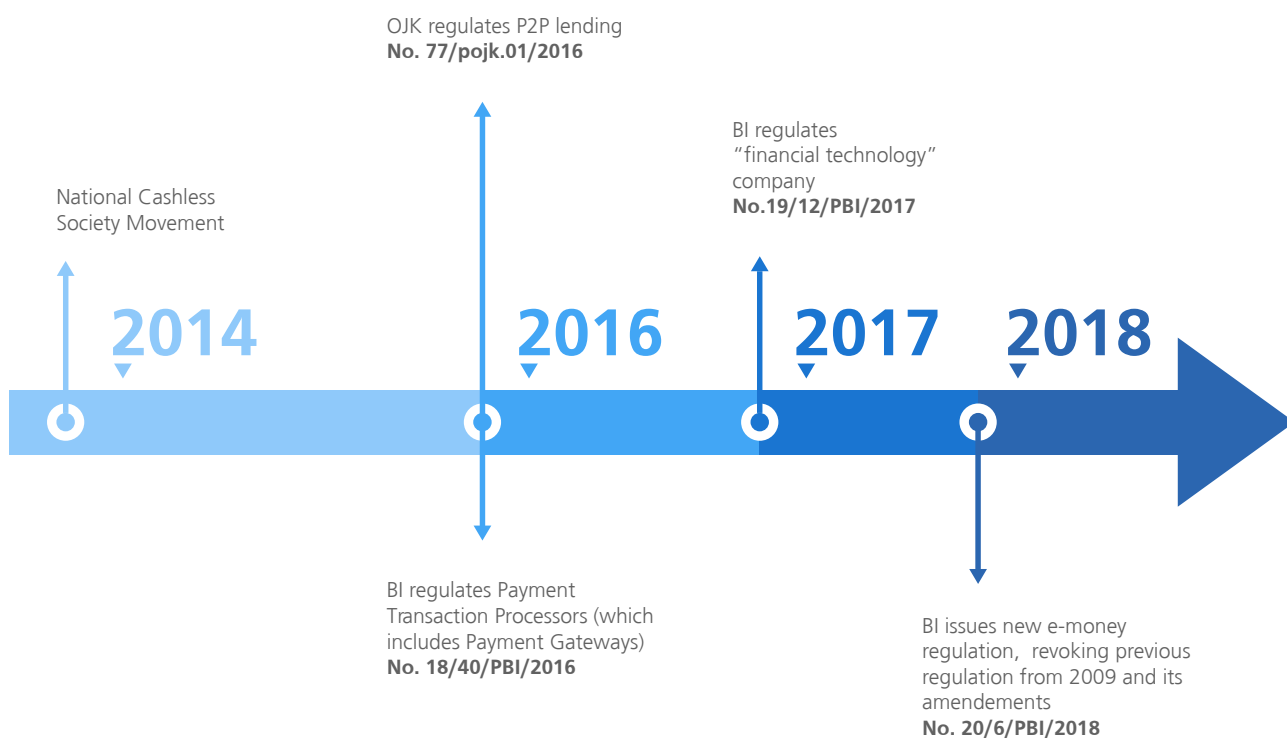 OJK regulates P2P lending
No. 77/pojk.01/2016
BI regulates
“financial technology”
company
No.19/12/PBI/2017
National Cashless
Society Movement
2014
2016
2017
2018
BI regulates Payment
Transaction Processors (which
includes Payment Gateways)
No. 18/40/PBI/2016
BI issues new e-money
regulation,  revoking previous
regulation from 2009 and its
amendements
No. 20/6/PBI/2018